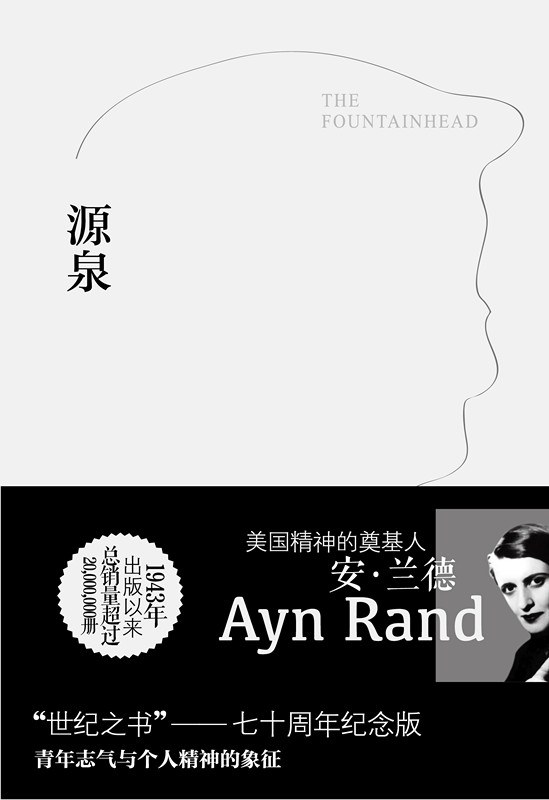 THE
FOUNTAINHEAD
源泉
美国精神的奠基人
安·兰德
Ayn Rand
1943年
出版以来
总销量超过
20,000,000册
“世纪之书”——七十周年纪念版
青年志气与个人精神的象征